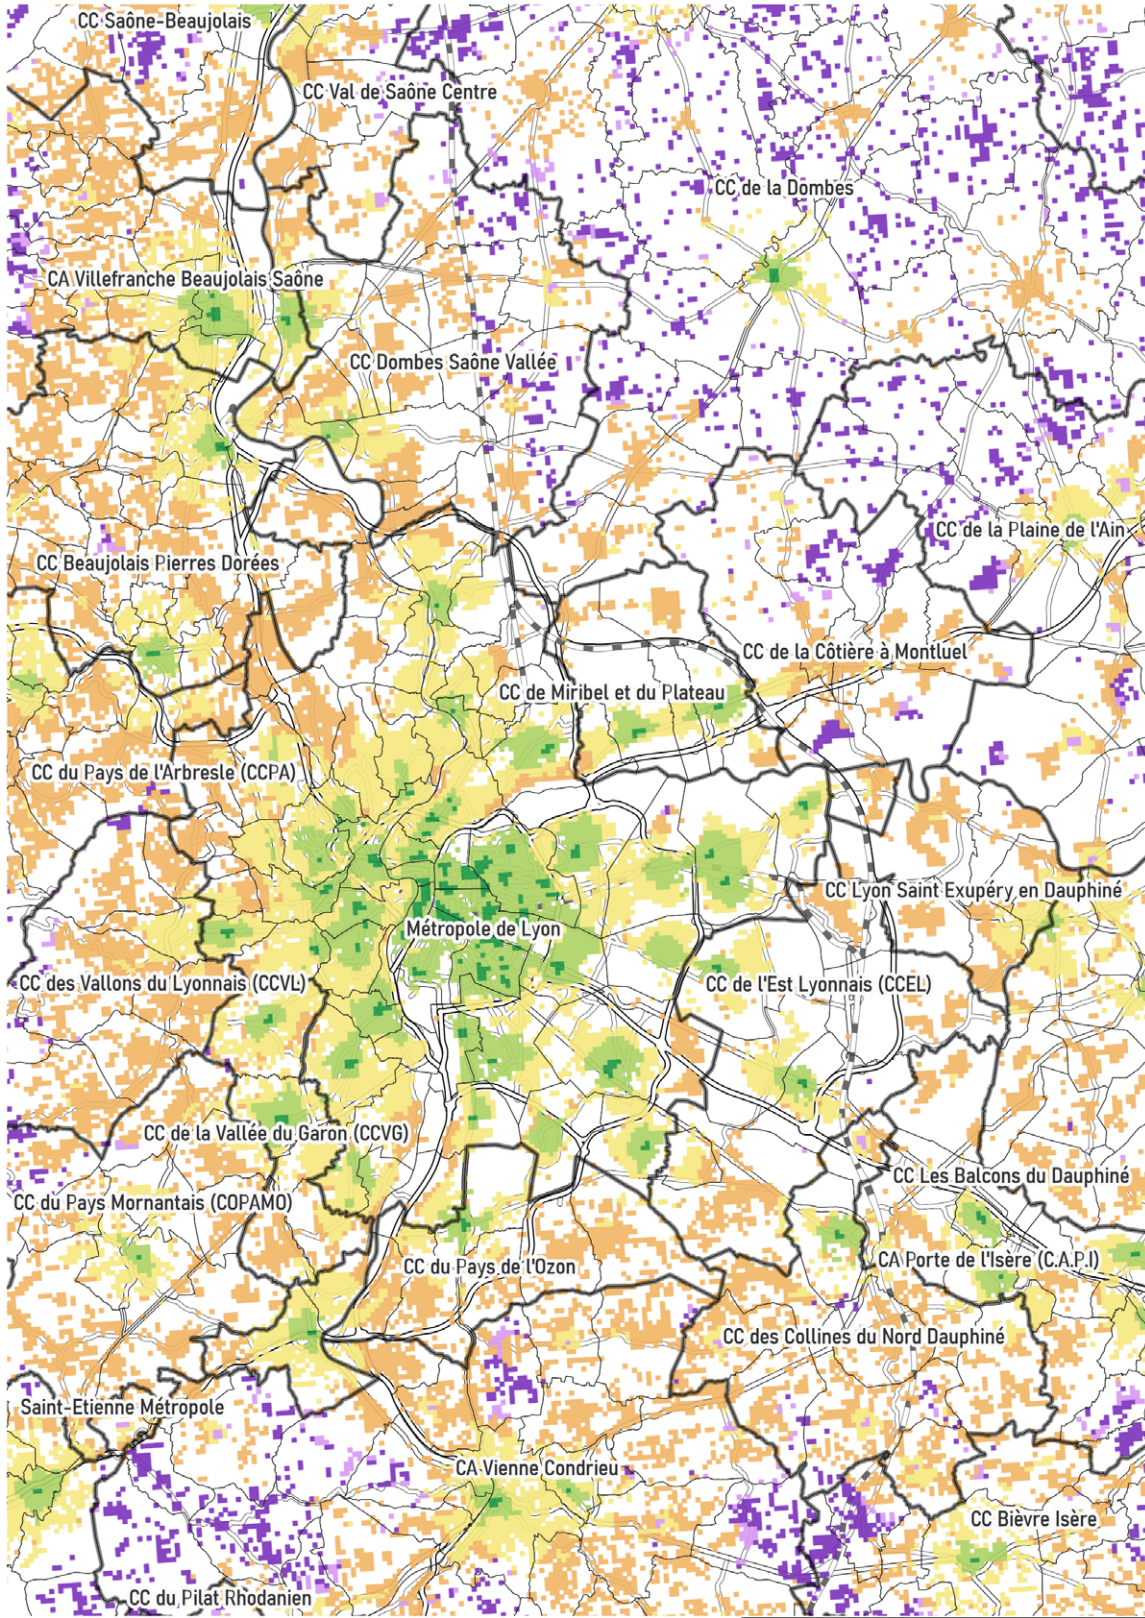 CC Saône-Beaujolais
CC Val de Saône Centre
CC de la Dombes
CA Villefranche Beaujolais Saône
CC Dombes Saône Vallée
CC de la Plaine de l'Ain
CC Beaujolais Pierres Dorées
CC de la Côtière à Montluel
CC de Miribel et du Plateau
CC du Pays de l'Arbresle (CCPA)
CC Lyon Saint Exupéry en Dauphiné
Métropole de Lyon
CC des Vallons du Lyonnais (CCVL)
CC de l'Est Lyonnais (CCEL)
CC de la Vallée du Garon (CCVG)
CC Les Balcons du Dauphiné
CC du Pays Mornantais (COPAMO)
CA Porte de l'Isère (C.A.P.I)
CC du Pays de l'Ozon
CC des Collines du Nord Dauphiné
Saint-Etienne Métropole
CA Vienne Condrieu
CC Bièvre Isère
CC du Pilat Rhodanien